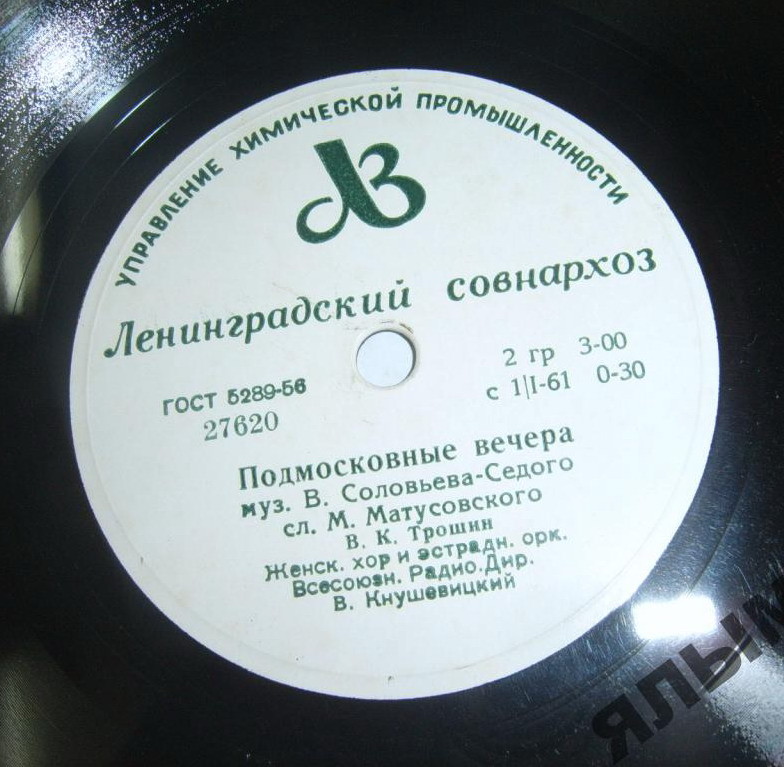 УПРАВЛЕНИЕ ХИМИЧЕСКОЙ ПРОМЫШЛЕННОСТИ
ЛЗ
Ленинградский совнархоз
ГОСТ 5289-56
27620
2 гр 3-00
с 1|I-61 0-30
Подмосковные вечера
муз. В. Соловьева-Седого
сл. М. Матусовского
В. К. Трошин
Женск. хор и эстрадн. орк.
Всесоюзн. Радио.Дир.
В. Кнушевицкий